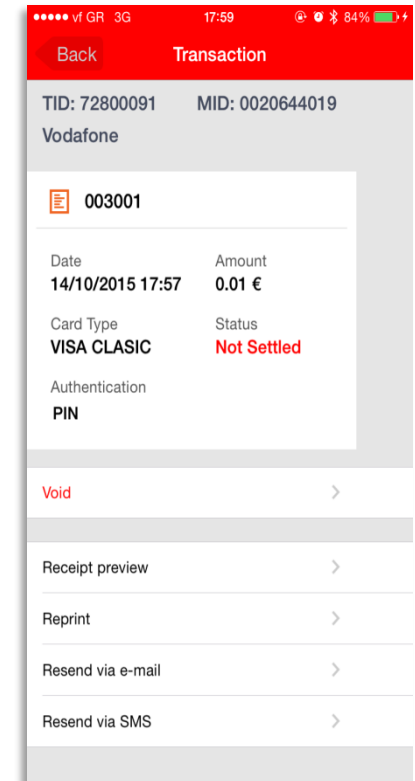 vf GR 3G 17:59 84%
Back Transaction
TID: 72800091 MID: 0020644019
Vodafone
003001
Date Amount
14/10/2015 17:57 0.01 €
Card Type Status
VISA CLASIC Not Settled
Authentication
PIN
Void
Receipt preview
Reprint
Resend via e-mail
Resend via SMS